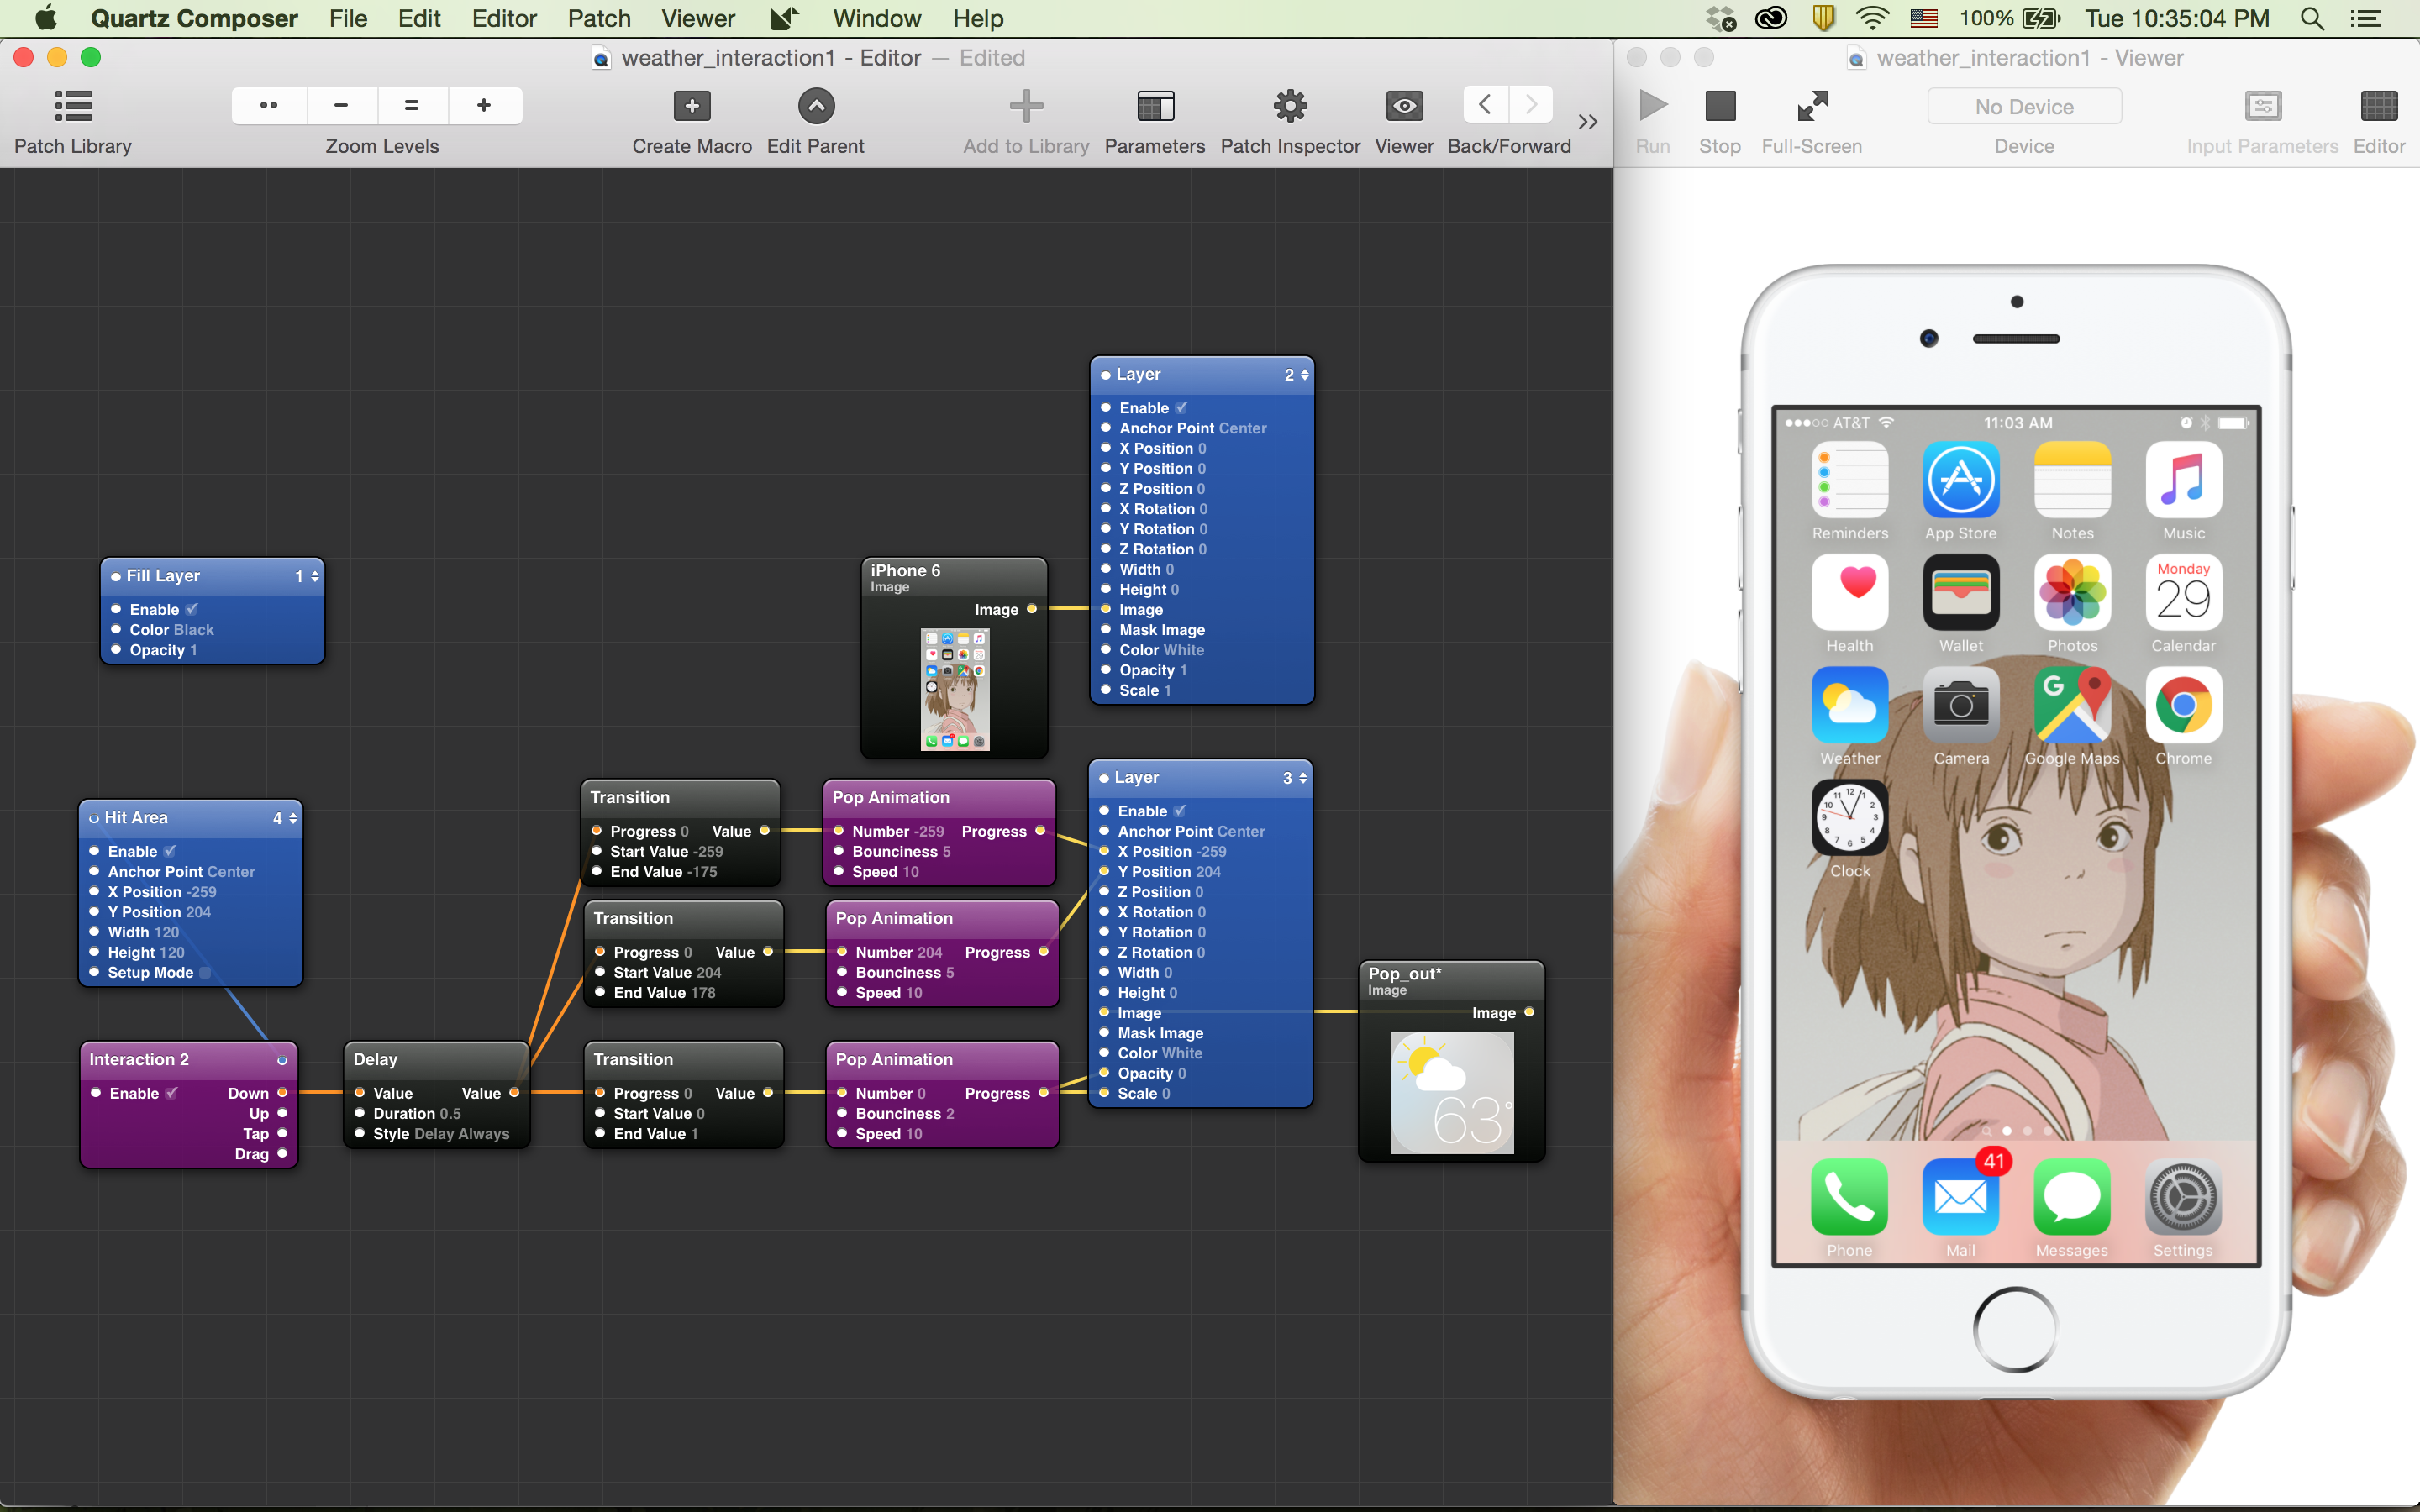 Quartz Composer File Edit Editor Patch Viewer Window Help 100% Tue 10:35:04 PM
weather_interaction1 - Editor — Edited
Patch Library
Zoom Levels
Create Macro
Edit Parent
Add to Library
Parameters
Patch Inspector
Viewer
Back/Forward
weather_interaction1 - Viewer
Run
Stop
Full-Screen
No Device
Device
Input Parameters
Editor
Layer 2
Enable
Anchor Point Center
X Position 0
Y Position 0
Z Position 0
X Rotation 0
Y Rotation 0
Z Rotation 0
Width 0
Height 0
Image
Mask Image
Color White
Opacity 1
Scale 1
Fill Layer 1
Enable
Color Black
Opacity 1
iPhone 6
Image
Image
Hit Area 4
Enable
Anchor Point Center
X Position -259
Y Position 204
Width 120
Height 120
Setup Mode
Interaction 2
Enable Down
Up
Tap
Drag
Delay
Value Value
Duration 0.5
Style Delay Always
Transition
Progress 0 Value
Start Value -259
End Value -175
Transition
Progress 0 Value
Start Value 204
End Value 178
Transition
Progress 0 Value
Start Value 0
End Value 1
Pop Animation
Number -259 Progress
Bounciness 5
Speed 10
Pop Animation
Number 204 Progress
Bounciness 5
Speed 10
Pop Animation
Number 0 Progress
Bounciness 2
Speed 10
Layer 3
Enable
Anchor Point Center
X Position -259
Y Position 204
Z Position 0
X Rotation 0
Y Rotation 0
Z Rotation 0
Width 0
Height 0
Image
Mask Image
Color White
Opacity 0
Scale 0
Pop_out*
Image
Image
63°
AT&T 11:03 AM
Reminders App Store Notes Music
Monday
29
Health Wallet Photos Calendar
G
Weather Camera Google Maps Chrome
12 1 2 3 4 5 6 7 8 9 10 11
Clock
41
Phone Mail Messages Settings